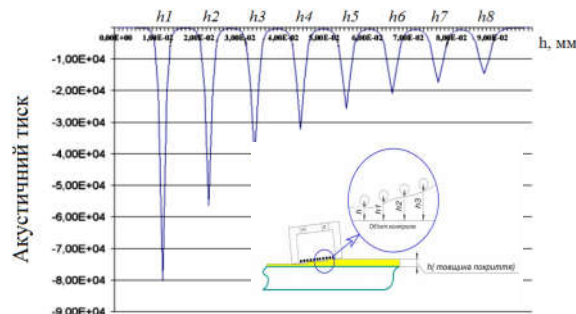 h1 h2 h3 h4 h5 h6 h7 h8
0,00E+00 1,00E-02 2,00E-02 3,00E-02 4,00E-02 5,00E-02 6,00E-02 7,00E-02 8,00E-02 9,00E-02
h, мм
-1,00E+04
-2,00E+04
-3,00E+04
-4,00E+04
-5,00E+04
-6,00E+04
-7,00E+04
-8,00E+04
-9,00E+04
Акустичний тиск
h h1 h2 h3
h( товщина покриття)